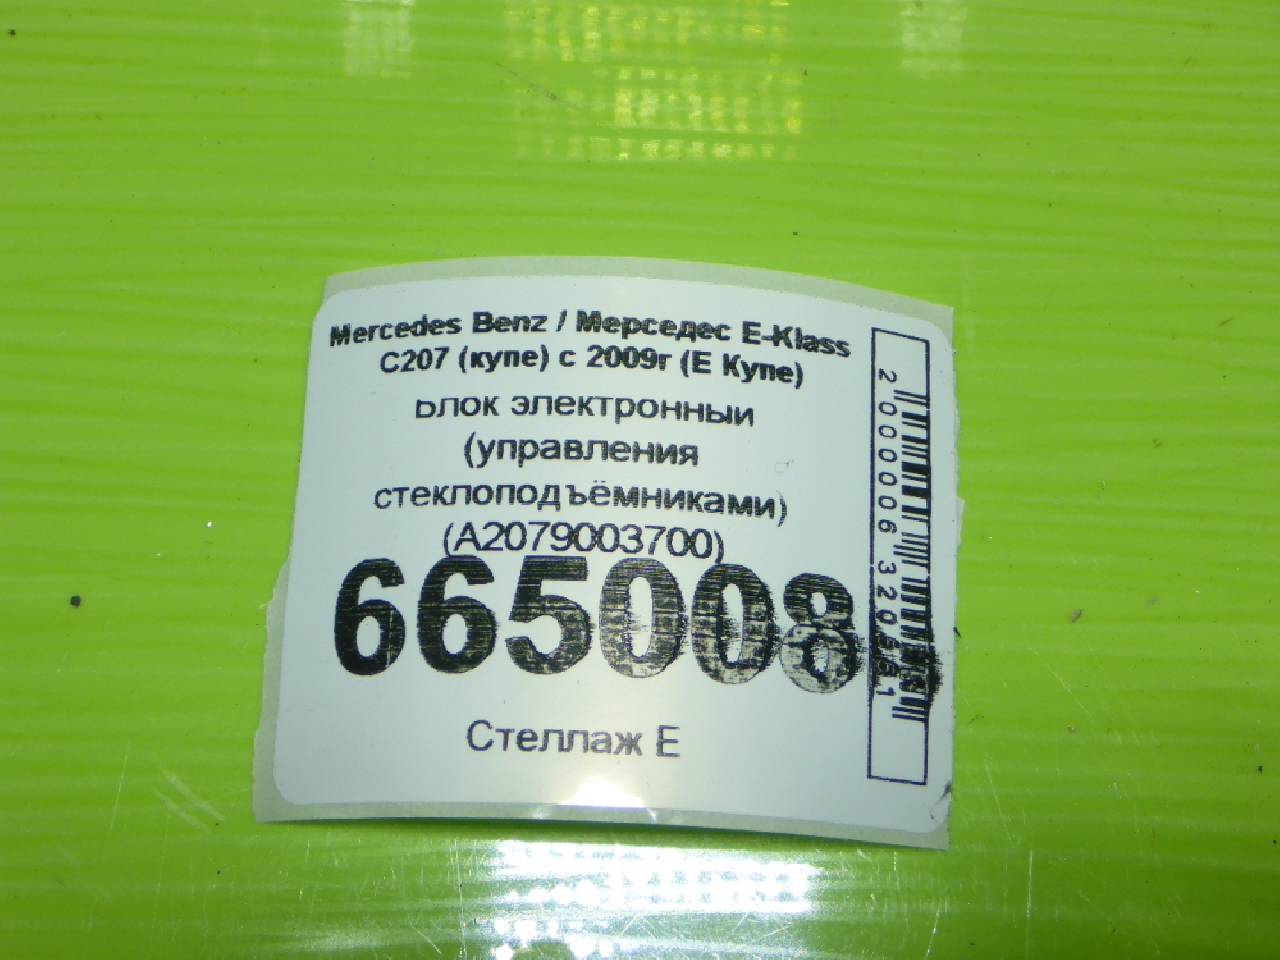 Mercedes Benz / Мерседес E-Klass
C207 (купе) с 2009г (Е Купе)
Блок электронный
(управления
стеклоподъёмниками)
(A2079003700)
665008
Стеллаж Е